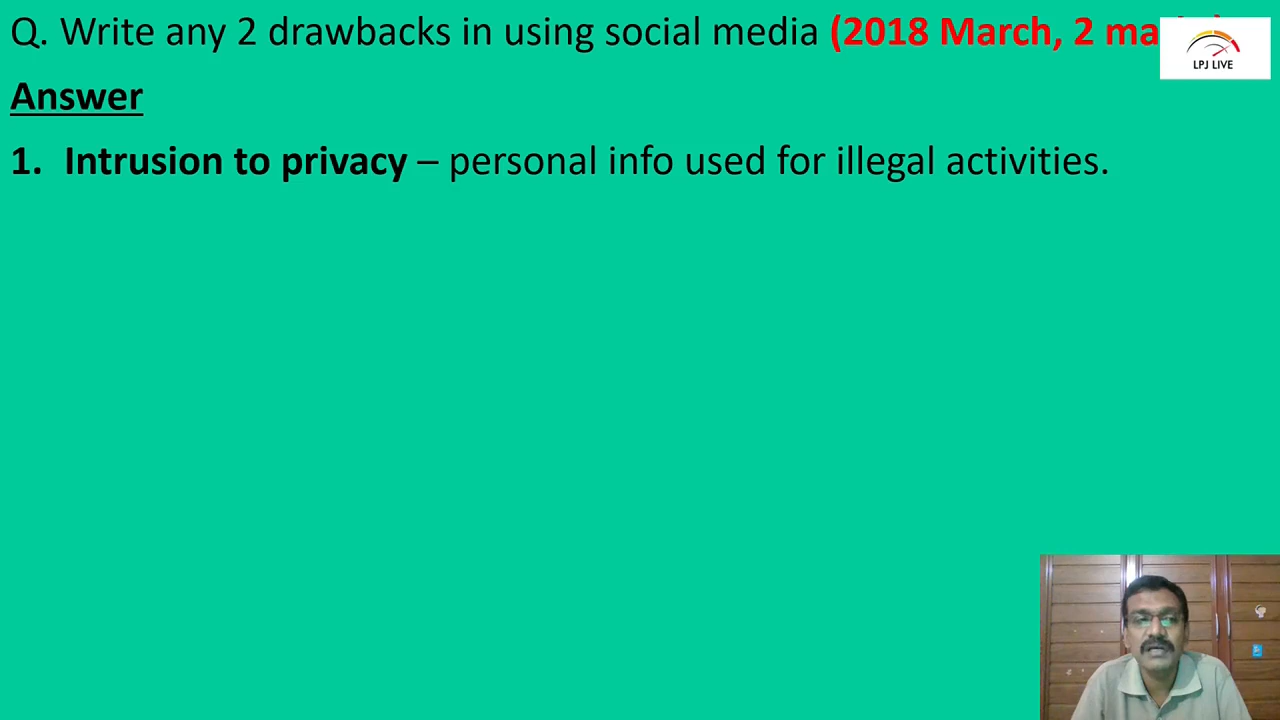 Q. Write any 2 drawbacks in using social media (2018 March, 2
LPJ LIVE
Answer
1. Intrusion to privacy – personal info used for illegal activities.